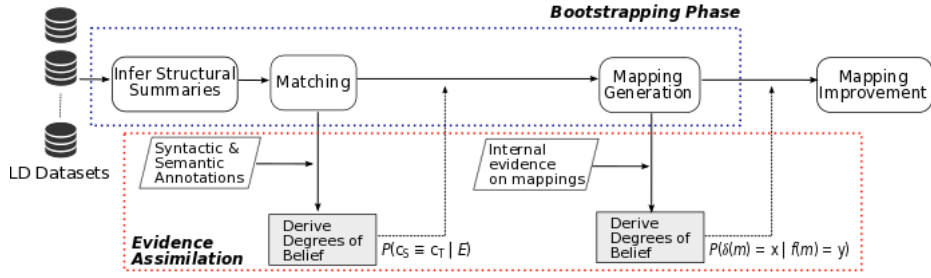 Bootstrapping Phase
Infer Structural
Summaries
Matching
Mapping
Generation
Mapping
Improvement
LD Datasets
Syntactic &
Semantic
Annotations
Internal
evidence
on mappings
Evidence
Assimilation
Derive
Degrees of
Belief
P(cS ≡ cT | E)
Derive
Degrees of
Belief
P(δ(m) = x | f(m) = y)